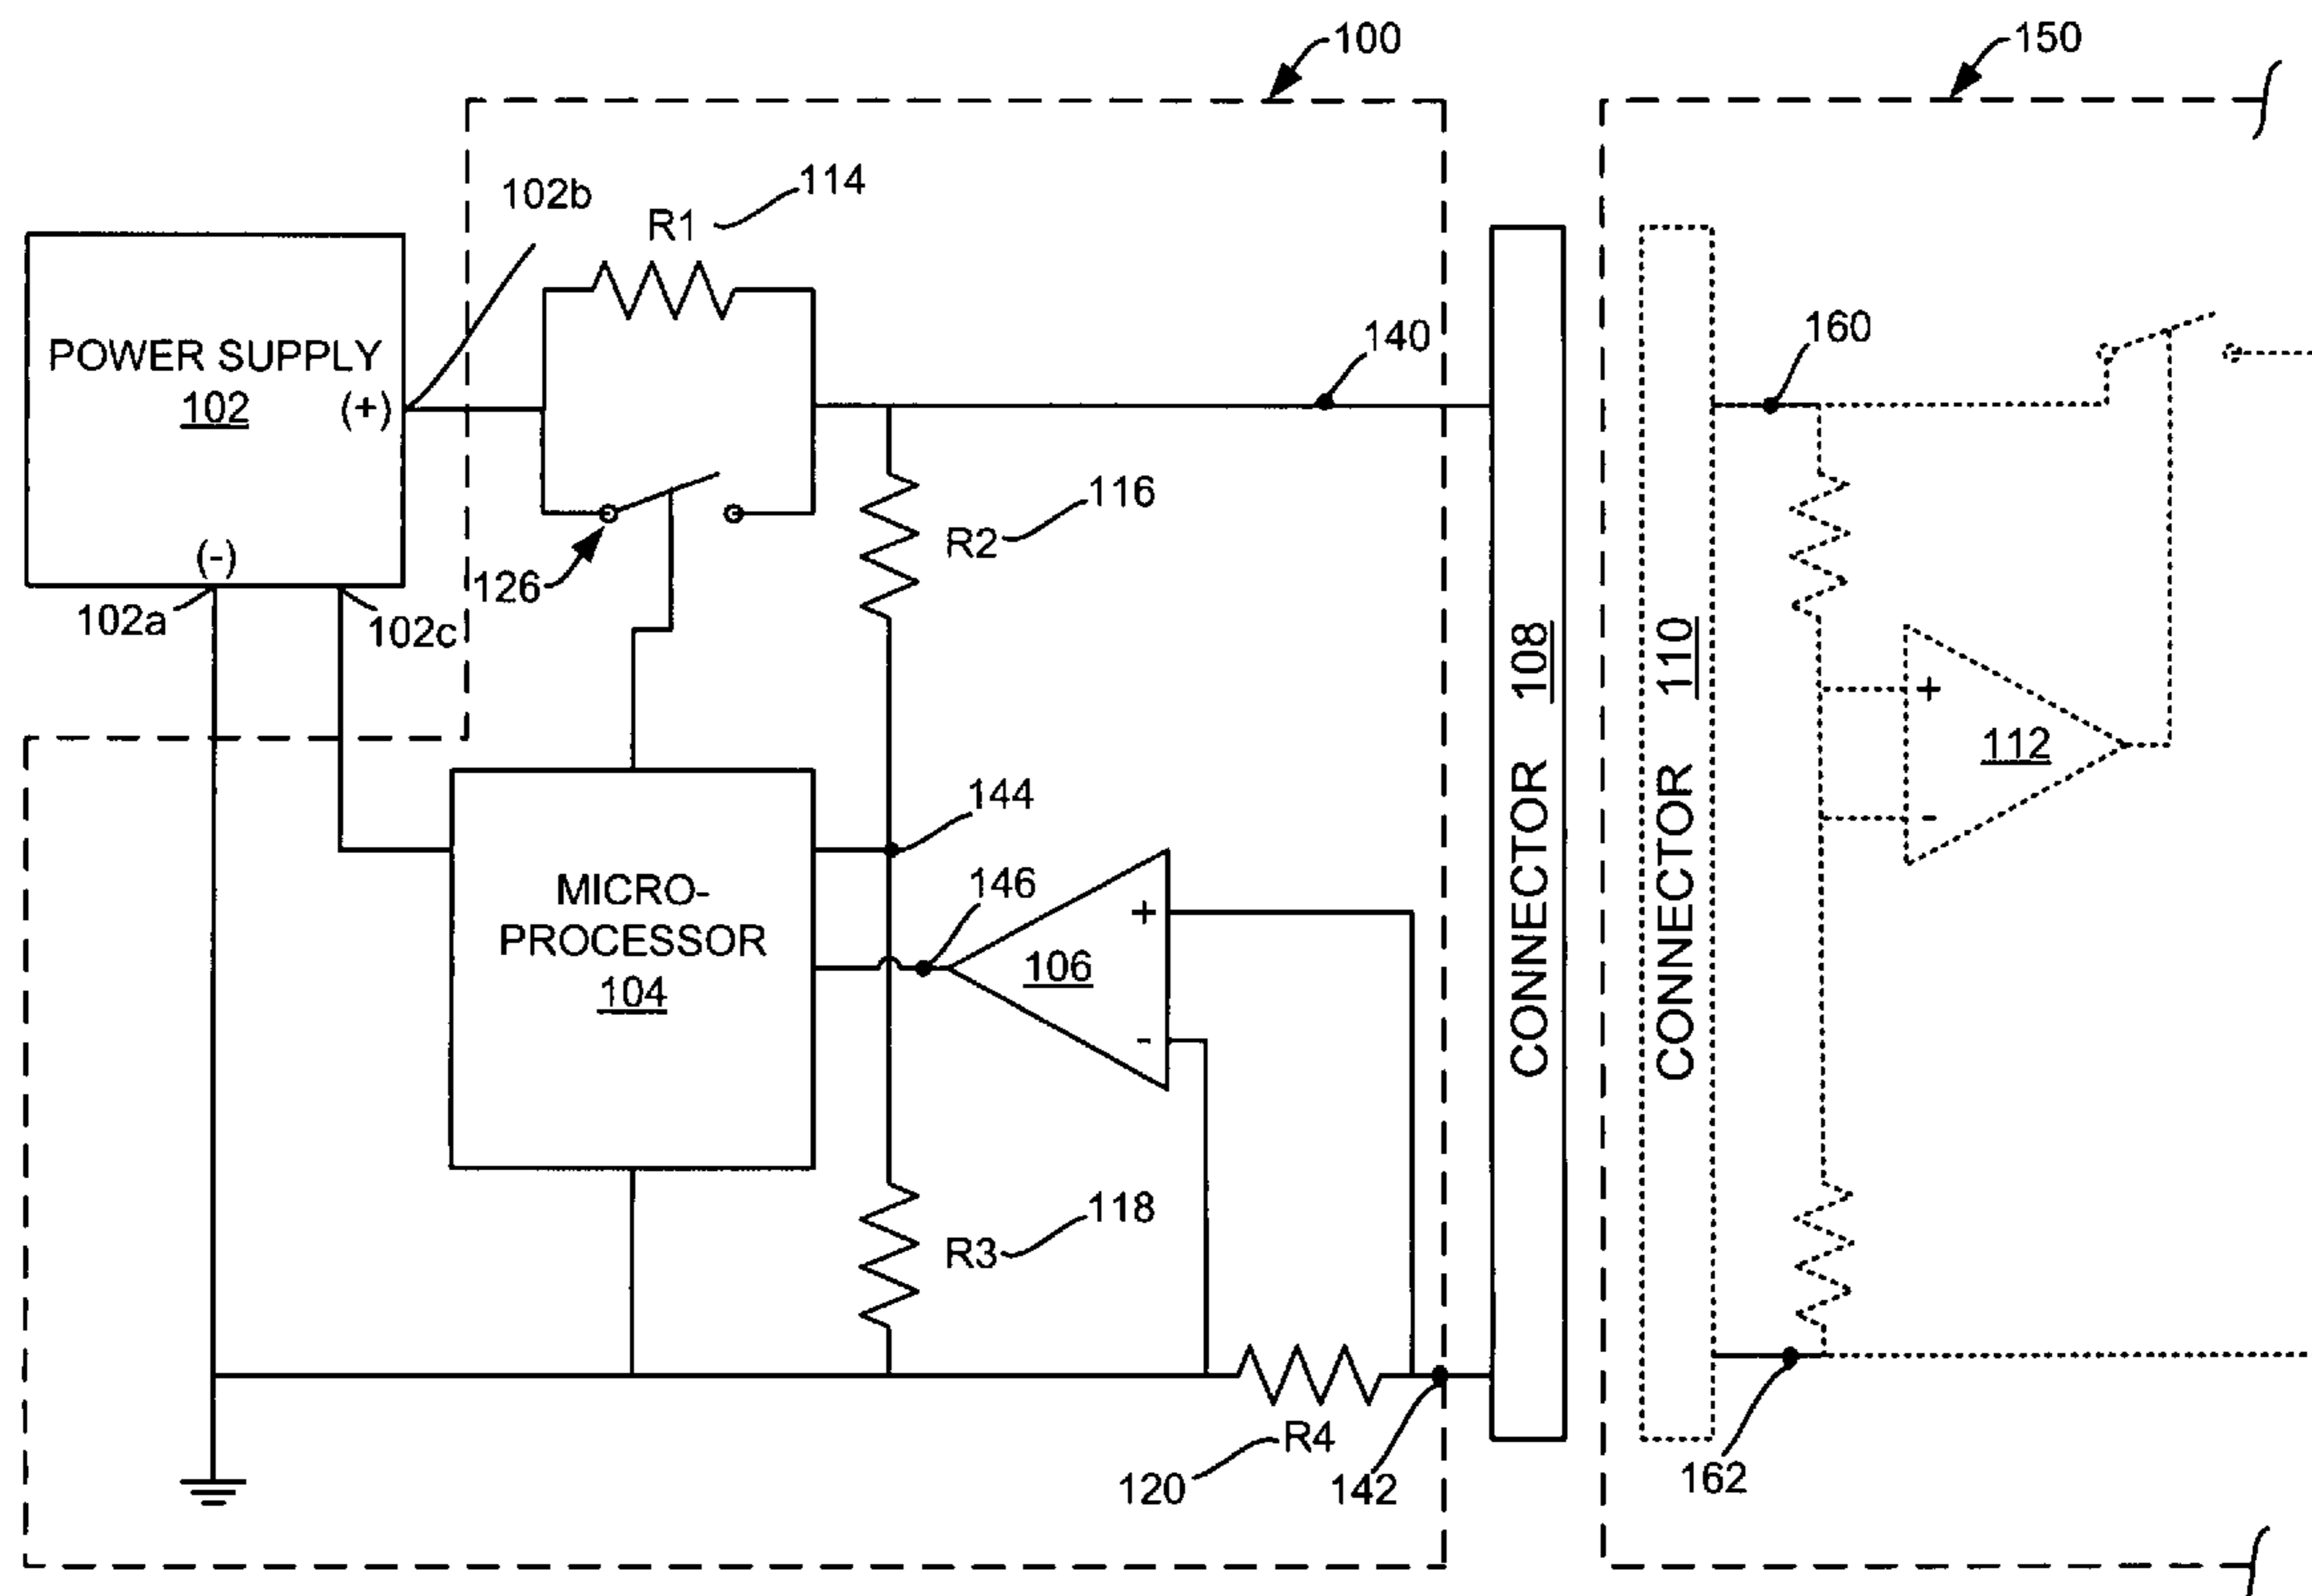 100
150
114
102b
R1
140
160
POWER SUPPLY
102
(+)
116
R2
(-)
126
102a
102c
CONNECTOR 108
CONNECTOR 110
+
112
-
144
146
MICRO-
PROCESSOR
104
+
106
-
118
R3
R4
120
142
162